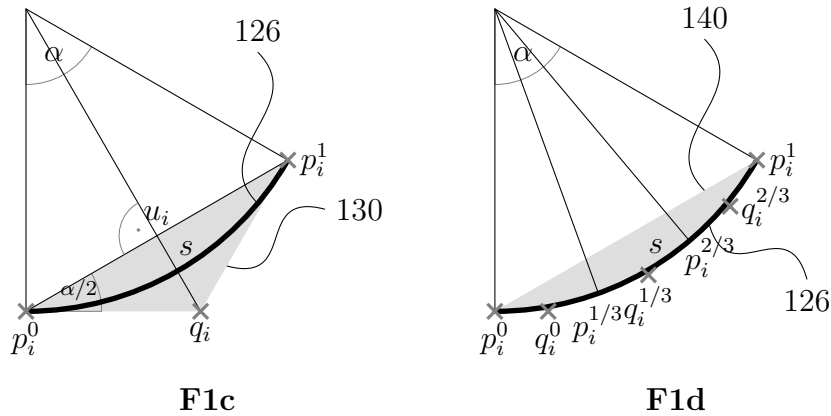 126
140
α
α
p_i^1
p_i^1
u_i
130
q_i^{2/3}
s
s
p_i^{2/3}
α/2
126
p_i^0
q_i
p_i^0
q_i^0
p_i^{1/3}
q_i^{1/3}
F1c
F1d